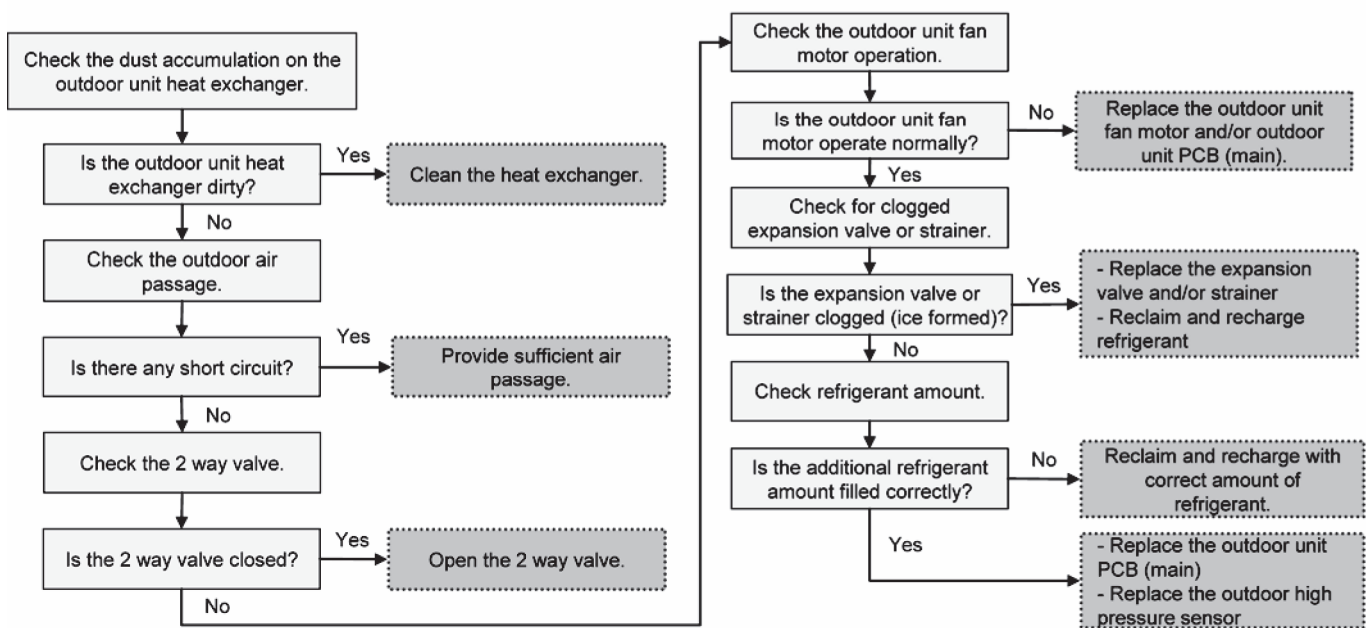 Check the dust accumulation on the
outdoor unit heat exchanger.
Is the outdoor unit heat
exchanger dirty?
Yes
Clean the heat exchanger.
No
Check the outdoor air
passage.
Is there any short circuit?
Yes
Provide sufficient air
passage.
No
Check the 2 way valve.
Is the 2 way valve closed?
Yes
Open the 2 way valve.
No
Check the outdoor unit fan
motor operation.
Is the outdoor unit fan
motor operate normally?
No
Replace the outdoor unit
fan motor and/or outdoor
unit PCB (main).
Yes
Check for clogged
expansion valve or strainer.
Is the expansion valve or
strainer clogged (ice formed)?
Yes
- Replace the expansion
valve and/or strainer
- Reclaim and recharge
refrigerant
No
Check refrigerant amount.
Is the additional refrigerant
amount filled correctly?
No
Reclaim and recharge with
correct amount of
refrigerant.
Yes
- Replace the outdoor unit
PCB (main)
- Replace the outdoor high
pressure sensor